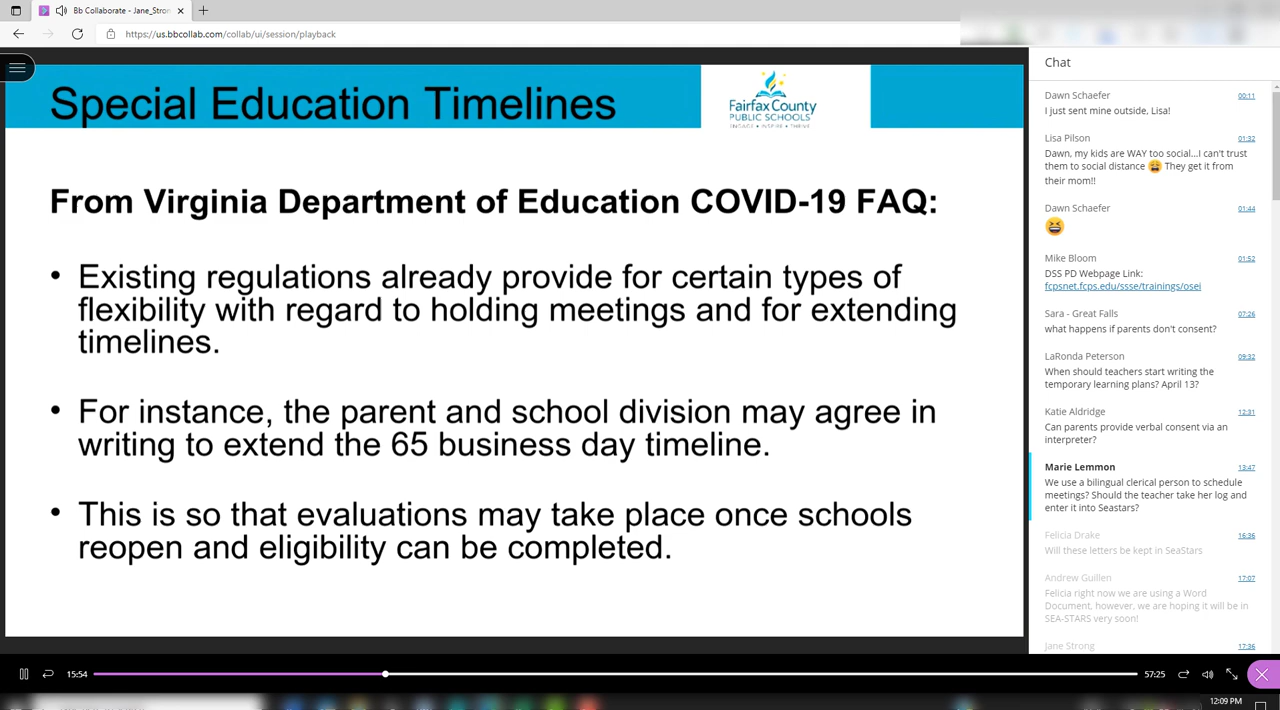 Bb Collaborate - Jane_Strong
https://us.bbcollab.com/collab/ui/session/playback
Special Education Timelines
Fairfax County
PUBLIC SCHOOLS
ENGAGE • INSPIRE • THRIVE
From Virginia Department of Education COVID-19 FAQ:
• Existing regulations already provide for certain types of
flexibility with regard to holding meetings and for extending
timelines.
• For instance, the parent and school division may agree in
writing to extend the 65 business day timeline.
• This is so that evaluations may take place once schools
reopen and eligibility can be completed.
Chat
Dawn Schaefer 00:11
I just sent mine outside, Lisa!
Lisa Pilson 01:32
Dawn, my kids are WAY too social...I can't trust
them to social distance 😩 They get it from
their mom!!
Dawn Schaefer 01:44
😆
Mike Bloom 01:52
DSS PD Webpage Link:
fcpsnet.fcps.edu/ssse/trainings/osei
Sara - Great Falls 07:26
what happens if parents don't consent?
LaRonda Peterson 09:32
When should teachers start writing the
temporary learning plans? April 13?
Katie Aldridge 12:31
Can parents provide verbal consent via an
interpreter?
Marie Lemmon 13:47
We use a bilingual clerical person to schedule
meetings? Should the teacher take her log and
enter it into Seastars?
Felicia Drake 16:36
Will these letters be kept in SeaStars
Andrew Guillen 17:07
Felicia right now we are using a Word
Document, however, we are hoping it will be in
SEA-STARS very soon!
Jane Strong 17:36
15:54
57:25
12:09 PM